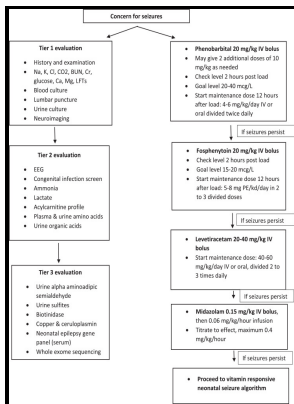 Concern for seizures
Tier 1 evaluation
• History and examination
• Na, K, Cl, CO2, BUN, Cr,
glucose, Ca, Mg, LFTs
• Blood culture
• Lumbar puncture
• Urine culture
• Neuroimaging
Tier 2 evaluation
• EEG
• Congenital infection screen
• Ammonia
• Lactate
• Acylcarnitine profile
• Plasma & urine amino acids
• Urine organic acids
Tier 3 evaluation
• Urine alpha aminoadipic
semialdehyde
• Urine sulfites
• Biotinidase
• Copper & ceruloplasmin
• Neonatal epilepsy gene panel
(serum)
• Whole exome sequencing
Phenobarbital 20 mg/kg IV bolus
• May give 2 additional doses of 10
mg/kg as needed
• Check level 2 hours post load
• Goal level 20-40 mcg/L
• Start maintenance dose 12 hours
after load: 4-6 mg/kg/day IV or
oral divided twice daily
If seizures persist
Fosphenytoin 20 mg/kg IV bolus
• Check level 2 hours post load
• Goal level 15-20 mcg/L
• Start maintenance dose 12 hours
after load: 5-8 mg PE/kd/day in 2
to 3 divided doses
If seizures persist
Levetiracetam 20-40 mg/kg IV
bolus
• Start maintenance dose: 40-60
mg/kg/day IV or oral, divided 2 to
3 times daily
If seizures persist
Midazolam 0.15 mg/kg IV bolus,
then 0.06 mg/kg/hour infusion
• Titrate to effect, maximum 0.4
mg/kg/hour
If seizures persist
• Proceed to vitamin responsive
neonatal seizure algorithm